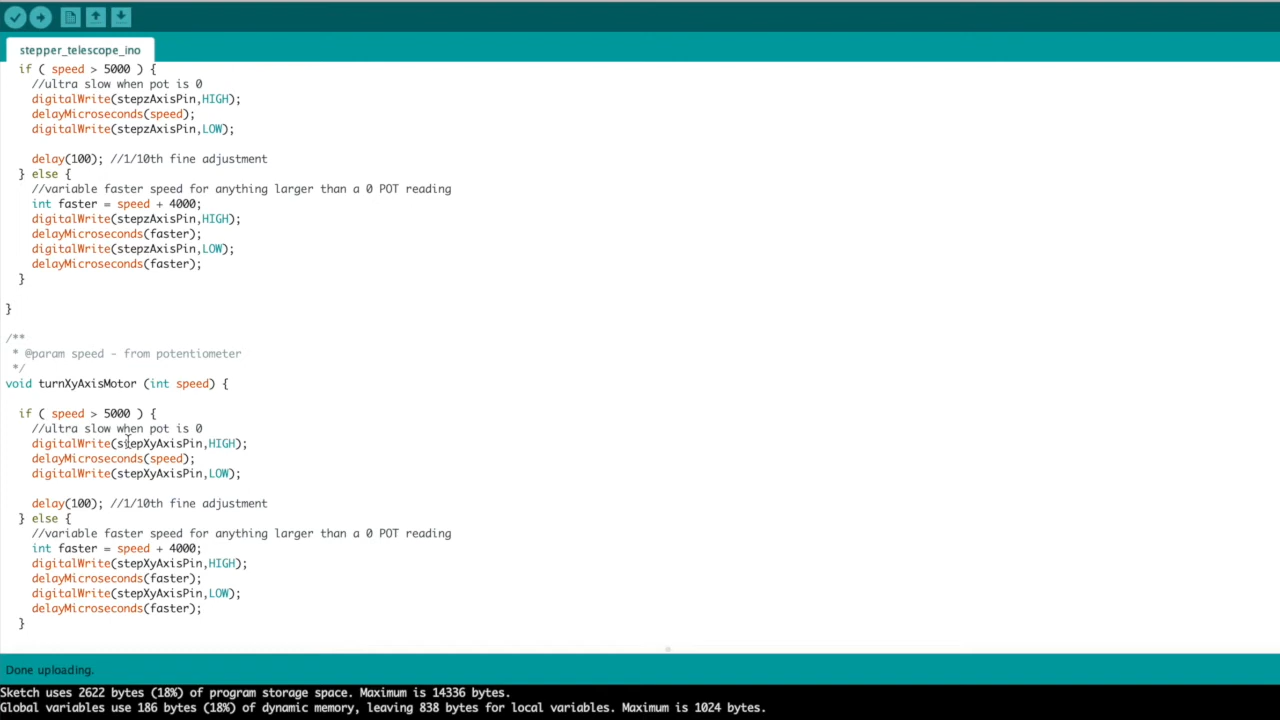 stepper_telescope_ino
if ( speed > 5000 ) {
//ultra slow when pot is 0
digitalWrite(stepzAxisPin,HIGH);
delayMicroseconds(speed);
digitalWrite(stepzAxisPin,LOW);
delay(100); //1/10th fine adjustment
} else {
//variable faster speed for anything larger than a 0 POT reading
int faster = speed + 4000;
digitalWrite(stepzAxisPin,HIGH);
delayMicroseconds(faster);
digitalWrite(stepzAxisPin,LOW);
delayMicroseconds(faster);
}
}
/**
* @param speed - from potentiometer
*/
void turnXyAxisMotor (int speed) {
if ( speed > 5000 ) {
//ultra slow when pot is 0
digitalWrite(stepXyAxisPin,HIGH);
delayMicroseconds(speed);
digitalWrite(stepXyAxisPin,LOW);
delay(100); //1/10th fine adjustment
} else {
//variable faster speed for anything larger than a 0 POT reading
int faster = speed + 4000;
digitalWrite(stepXyAxisPin,HIGH);
delayMicroseconds(faster);
digitalWrite(stepXyAxisPin,LOW);
delayMicroseconds(faster);
}
Done uploading.
Sketch uses 2622 bytes (18%) of program storage space. Maximum is 14336 bytes.
Global variables use 186 bytes (18%) of dynamic memory, leaving 838 bytes for local variables. Maximum is 1024 bytes.